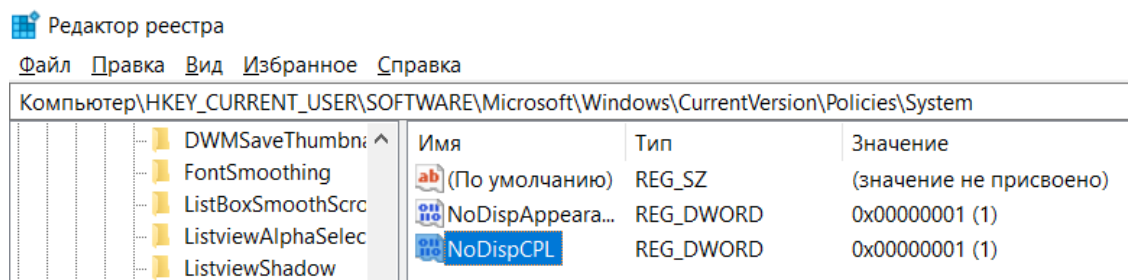 Редактор реестра
Файл Правка Вид Избранное Справка
Компьютер\HKEY_CURRENT_USER\SOFTWARE\Microsoft\Windows\CurrentVersion\Policies\System
DWMSaveThumbna
FontSmoothing
ListBoxSmoothScro
ListviewAlphaSelec
ListviewShadow
Имя Тип Значение
ab (По умолчанию) REG_SZ (значение не присвоено)
NoDispAppeara... REG_DWORD 0x00000001 (1)
NoDispCPL REG_DWORD 0x00000001 (1)